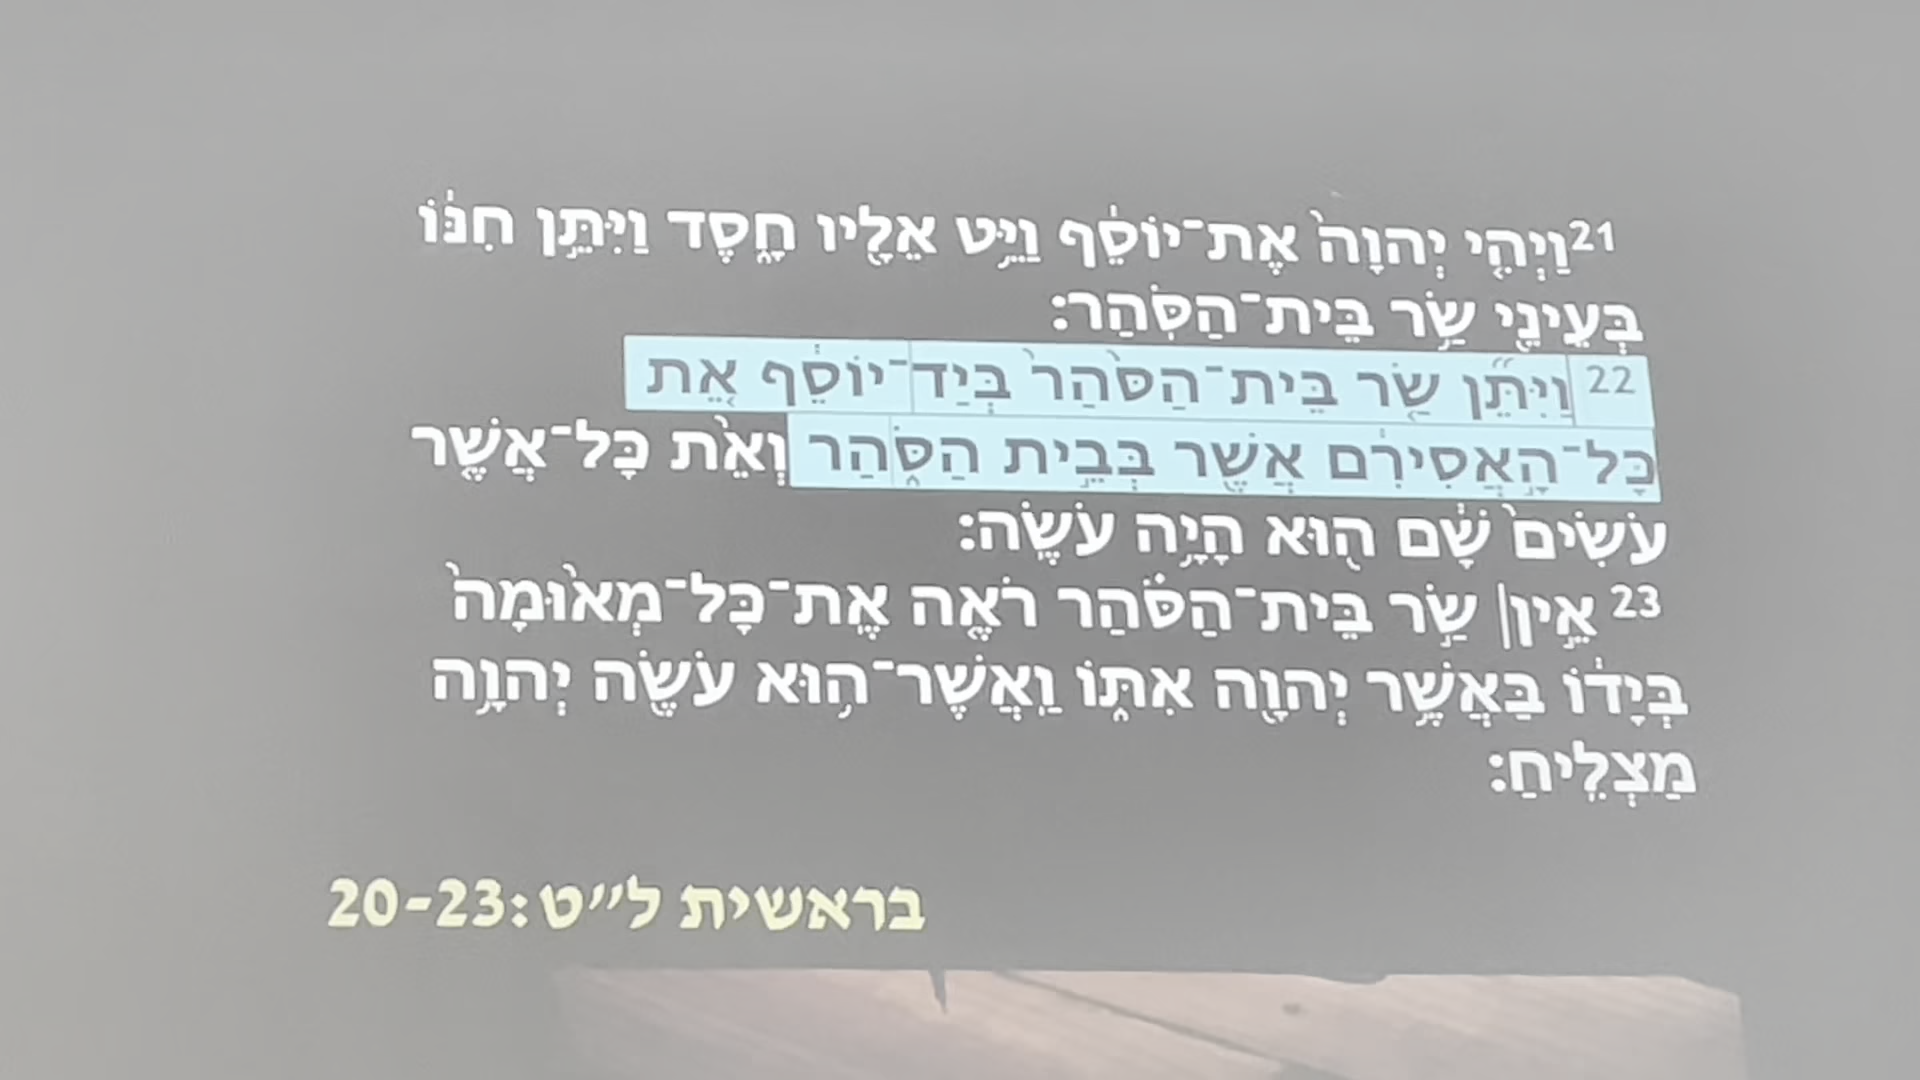 21וַיְהִ֤י יְהוָה֙ אֶת־יוֹסֵ֔ף וַיֵּ֥ט אֵלָ֖יו חָ֑סֶד וַיִּתֵּ֣ן חִנּ֔וֹ
בְּעֵינֵ֖י שַׂ֥ר בֵּית־הַסֹּֽהַר׃
22 וַיִּתֵּ֞ן שַׂ֤ר בֵּית־הַסֹּ֙הַר֙ בְּיַד־יוֹסֵ֔ף אֵ֚ת
כָּל־הָ֣אֲסִירִ֔ם אֲשֶׁ֖ר בְּבֵ֣ית הַסֹּ֑הַר וְאֵ֨ת כָּל־אֲשֶׁ֤ר
עֹשִׂים֙ שָׁ֔ם ה֖וּא הָיָ֥ה עֹשֶֽׂה׃
23 אֵ֣ין׀ שַׂ֣ר בֵּית־הַסֹּ֗הַר רֹאֶ֤ה אֶֽת־כָּל־מְא֙וּמָה֙
בְּיָד֔וֹ בַּאֲשֶׁ֥ר יְהוָ֖ה אִתּ֑וֹ וַֽאֲשֶׁר־ה֥וּא עֹשֶׂ֖ה יְהוָ֥ה
מַצְלִֽיחַ׃
בראשית ל״ט:20-23